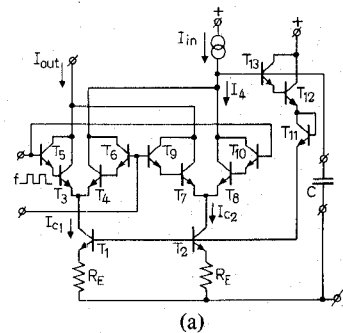 I_in
+
+
I_out
T_13
T_12
I_4
T_11
T_5
T_6
T_9
T_10
f
T_3
T_4
T_7
T_8
C
I_c1
I_c2
T_1
T_2
R_E
R_E
(a)